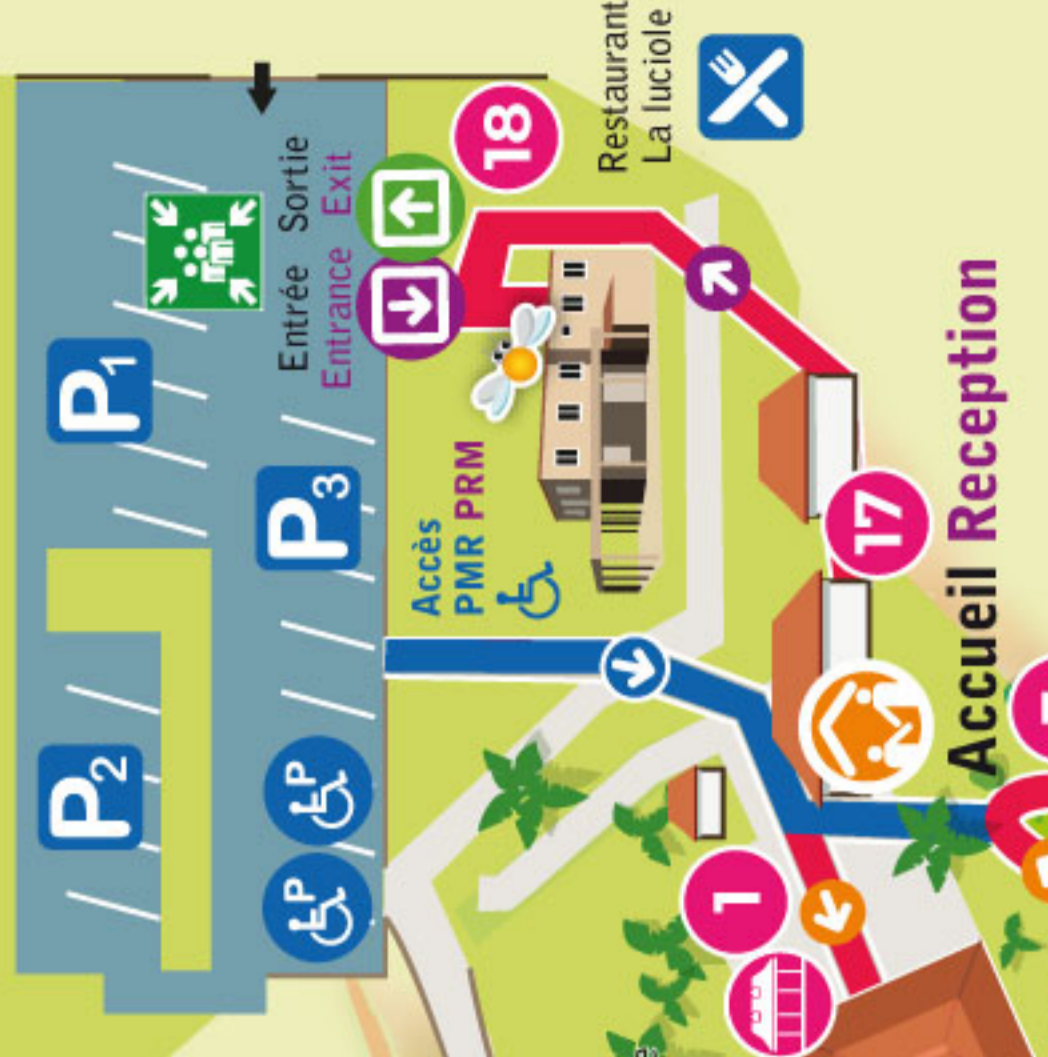 P2
P1
P
P
P3
Entrée Sortie
Entrance Exit
Accès
PMR PRM
18
Restaurant
La luciole
1
17
Accueil Reception